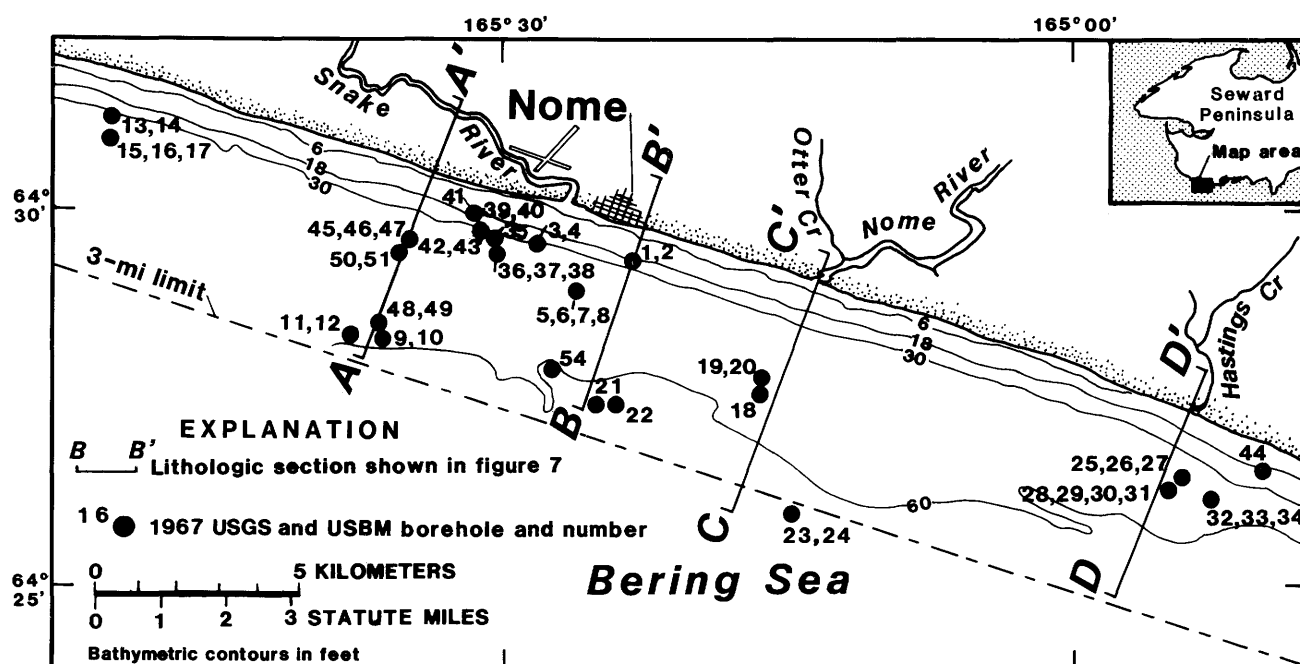 165° 30′
165° 00′
Snake
River
A′
Nome
B′
Otter Cr
C′
Nome River
Seward
Peninsula
Map area
13,14
15,16,17
6
18
30
64°
30′
41
39,40
45,46,47
42,43
35
3,4
1,2
50,51
36,37,38
3-mi limit
5,6,7,8
48,49
11,12
9,10
A
54
6
18
30
19,20
18
21
22
B
D′
Hastings Cr
44
25,26,27
28,29,30,31
32,33,34
60
C
23,24
D
Bering Sea
EXPLANATION
B B′
Lithologic section shown in figure 7
16
1967 USGS and USBM borehole and number
64°
25′
0 5 KILOMETERS
0 1 2 3 STATUTE MILES
Bathymetric contours in feet